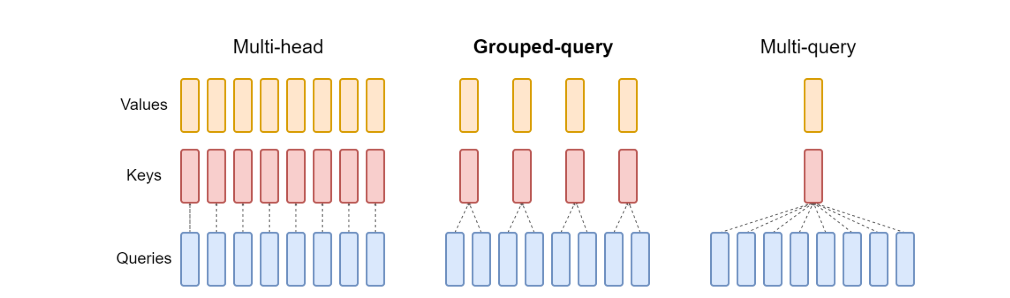 Multi-head
Grouped-query
Multi-query
Values
Keys
Queries